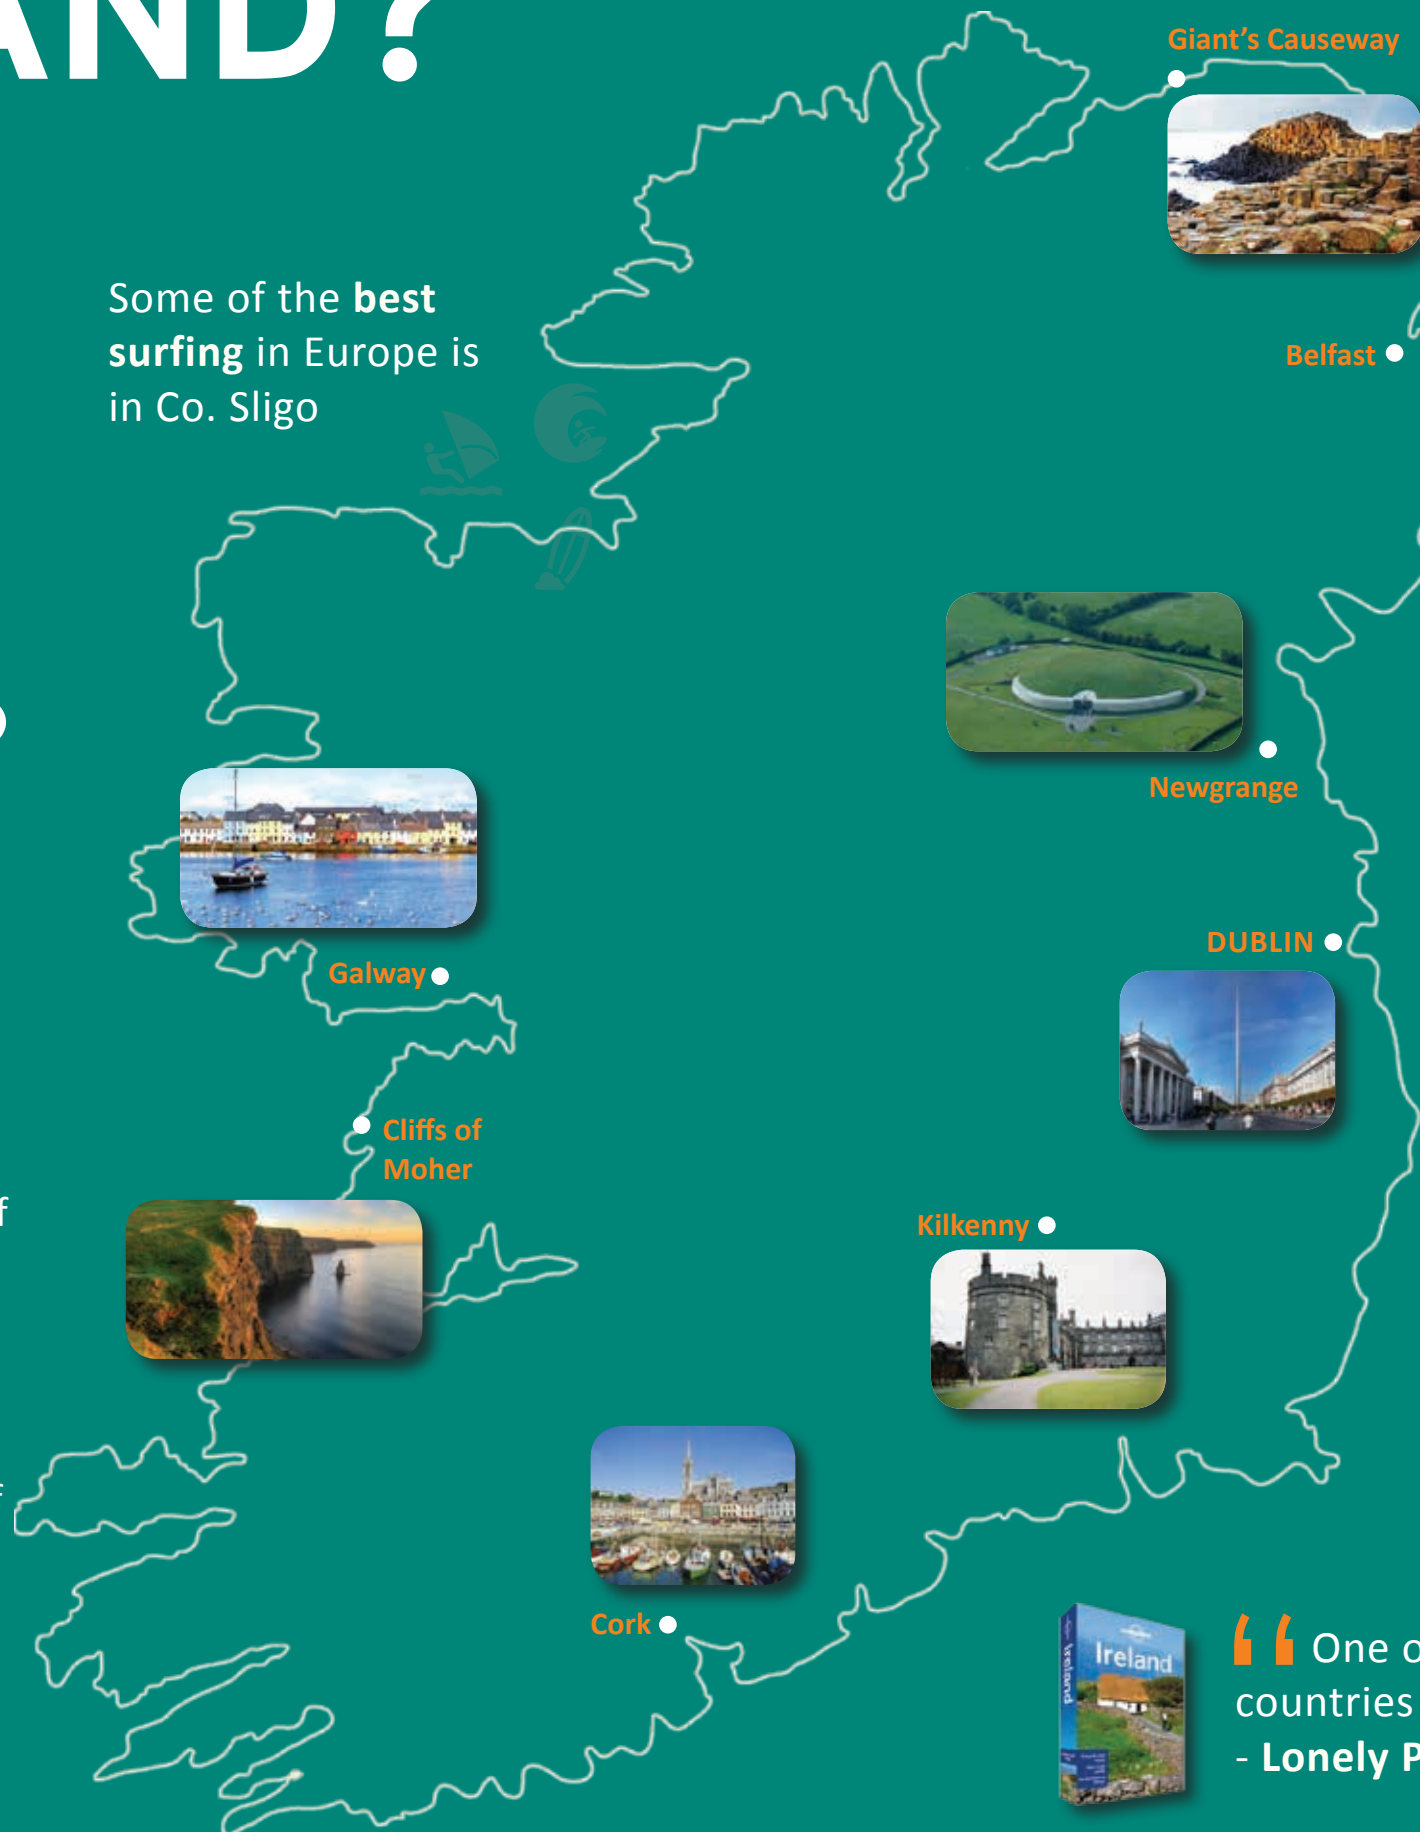 AND?
Giant's Causeway
Some of the best
surfing in Europe is
in Co. Sligo
Belfast
Newgrange
Galway
DUBLIN
Cliffs of
Moher
f
Kilkenny
f
Cork
Ireland
Ireland
“ One o
countries
- Lonely P